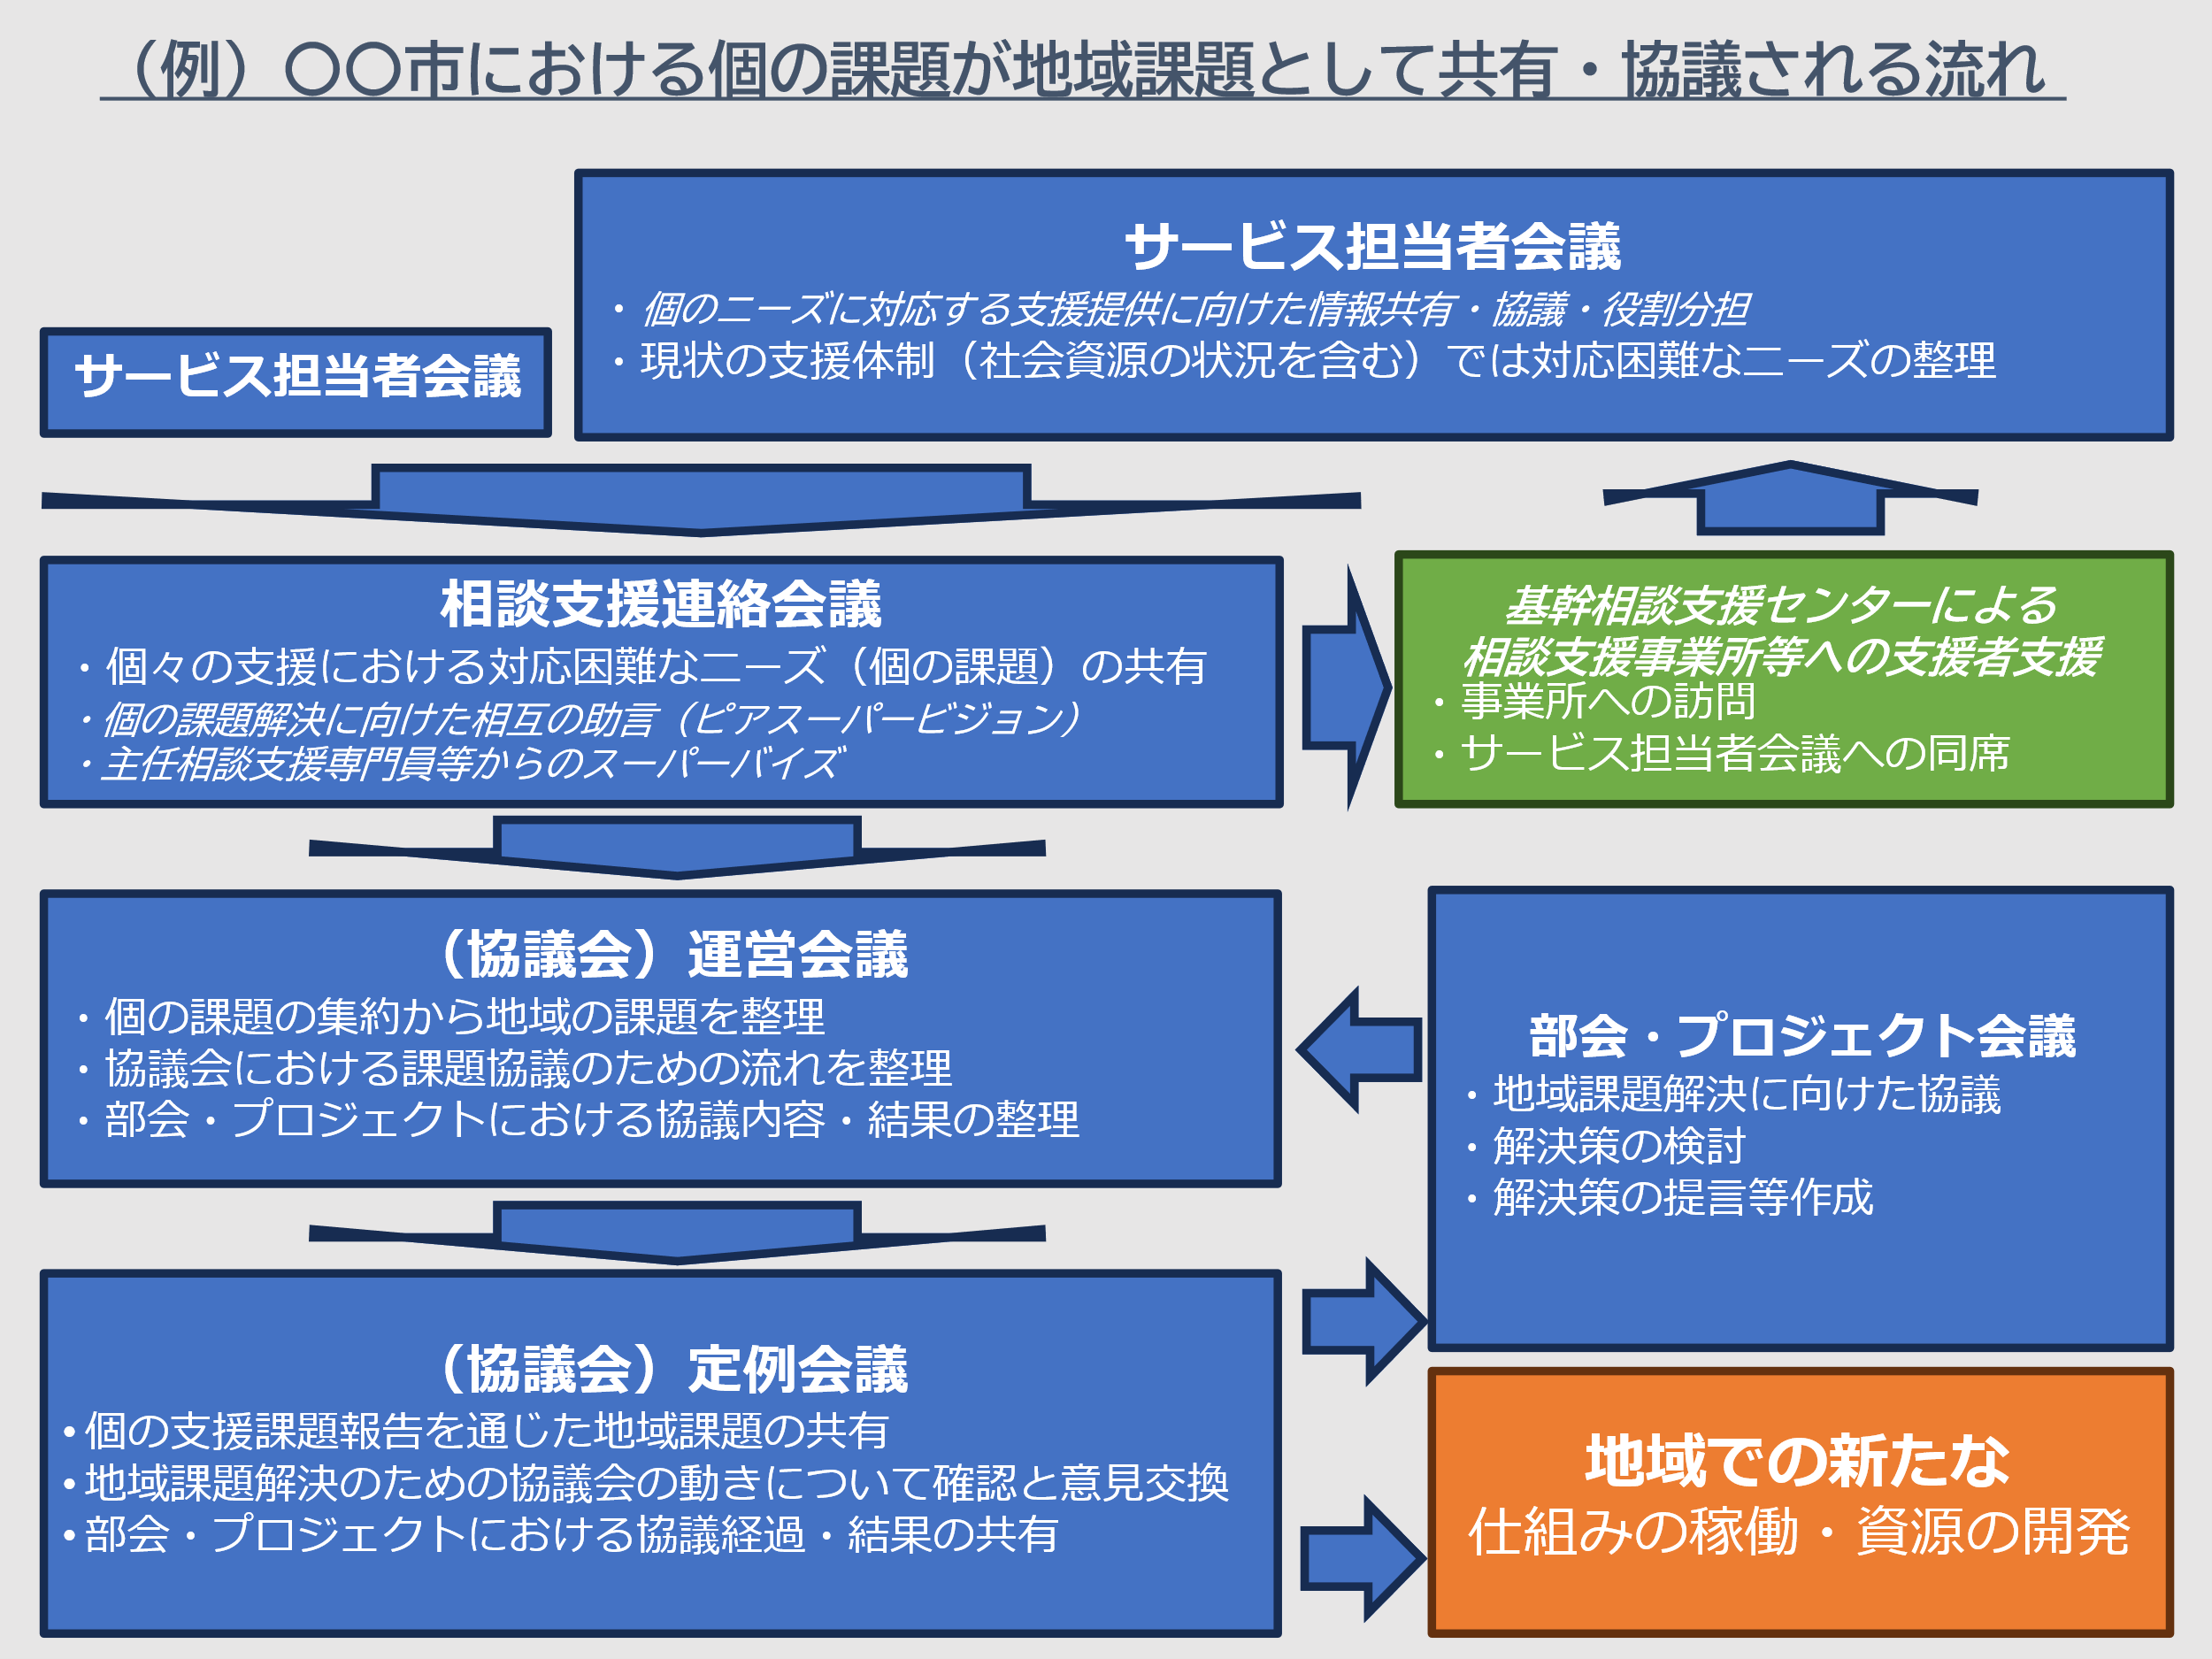 （例）〇〇市における個の課題が地域課題として共有・協議される流れ
サービス担当者会議
・個のニーズに対応する支援提供に向けた情報共有・協議・役割分担
・現状の支援体制（社会資源の状況を含む）では対応困難なニーズの整理
サービス担当者会議
相談支援連絡会議
・個々の支援における対応困難なニーズ（個の課題）の共有
・個の課題解決に向けた相互の助言（ピアスーパービジョン）
・主任相談支援専門員等からのスーパーバイズ
基幹相談支援センターによる
相談支援事業所等への支援者支援
・事業所への訪問
・サービス担当者会議への同席
（協議会）運営会議
・個の課題の集約から地域の課題を整理
・協議会における課題協議のための流れを整理
・部会・プロジェクトにおける協議内容・結果の整理
部会・プロジェクト会議
・地域課題解決に向けた協議
・解決策の検討
・解決策の提言等作成
（協議会）定例会議
•個の支援課題報告を通じた地域課題の共有
•地域課題解決のための協議会の動きについて確認と意見交換
•部会・プロジェクトにおける協議経過・結果の共有
地域での新たな
仕組みの稼働・資源の開発